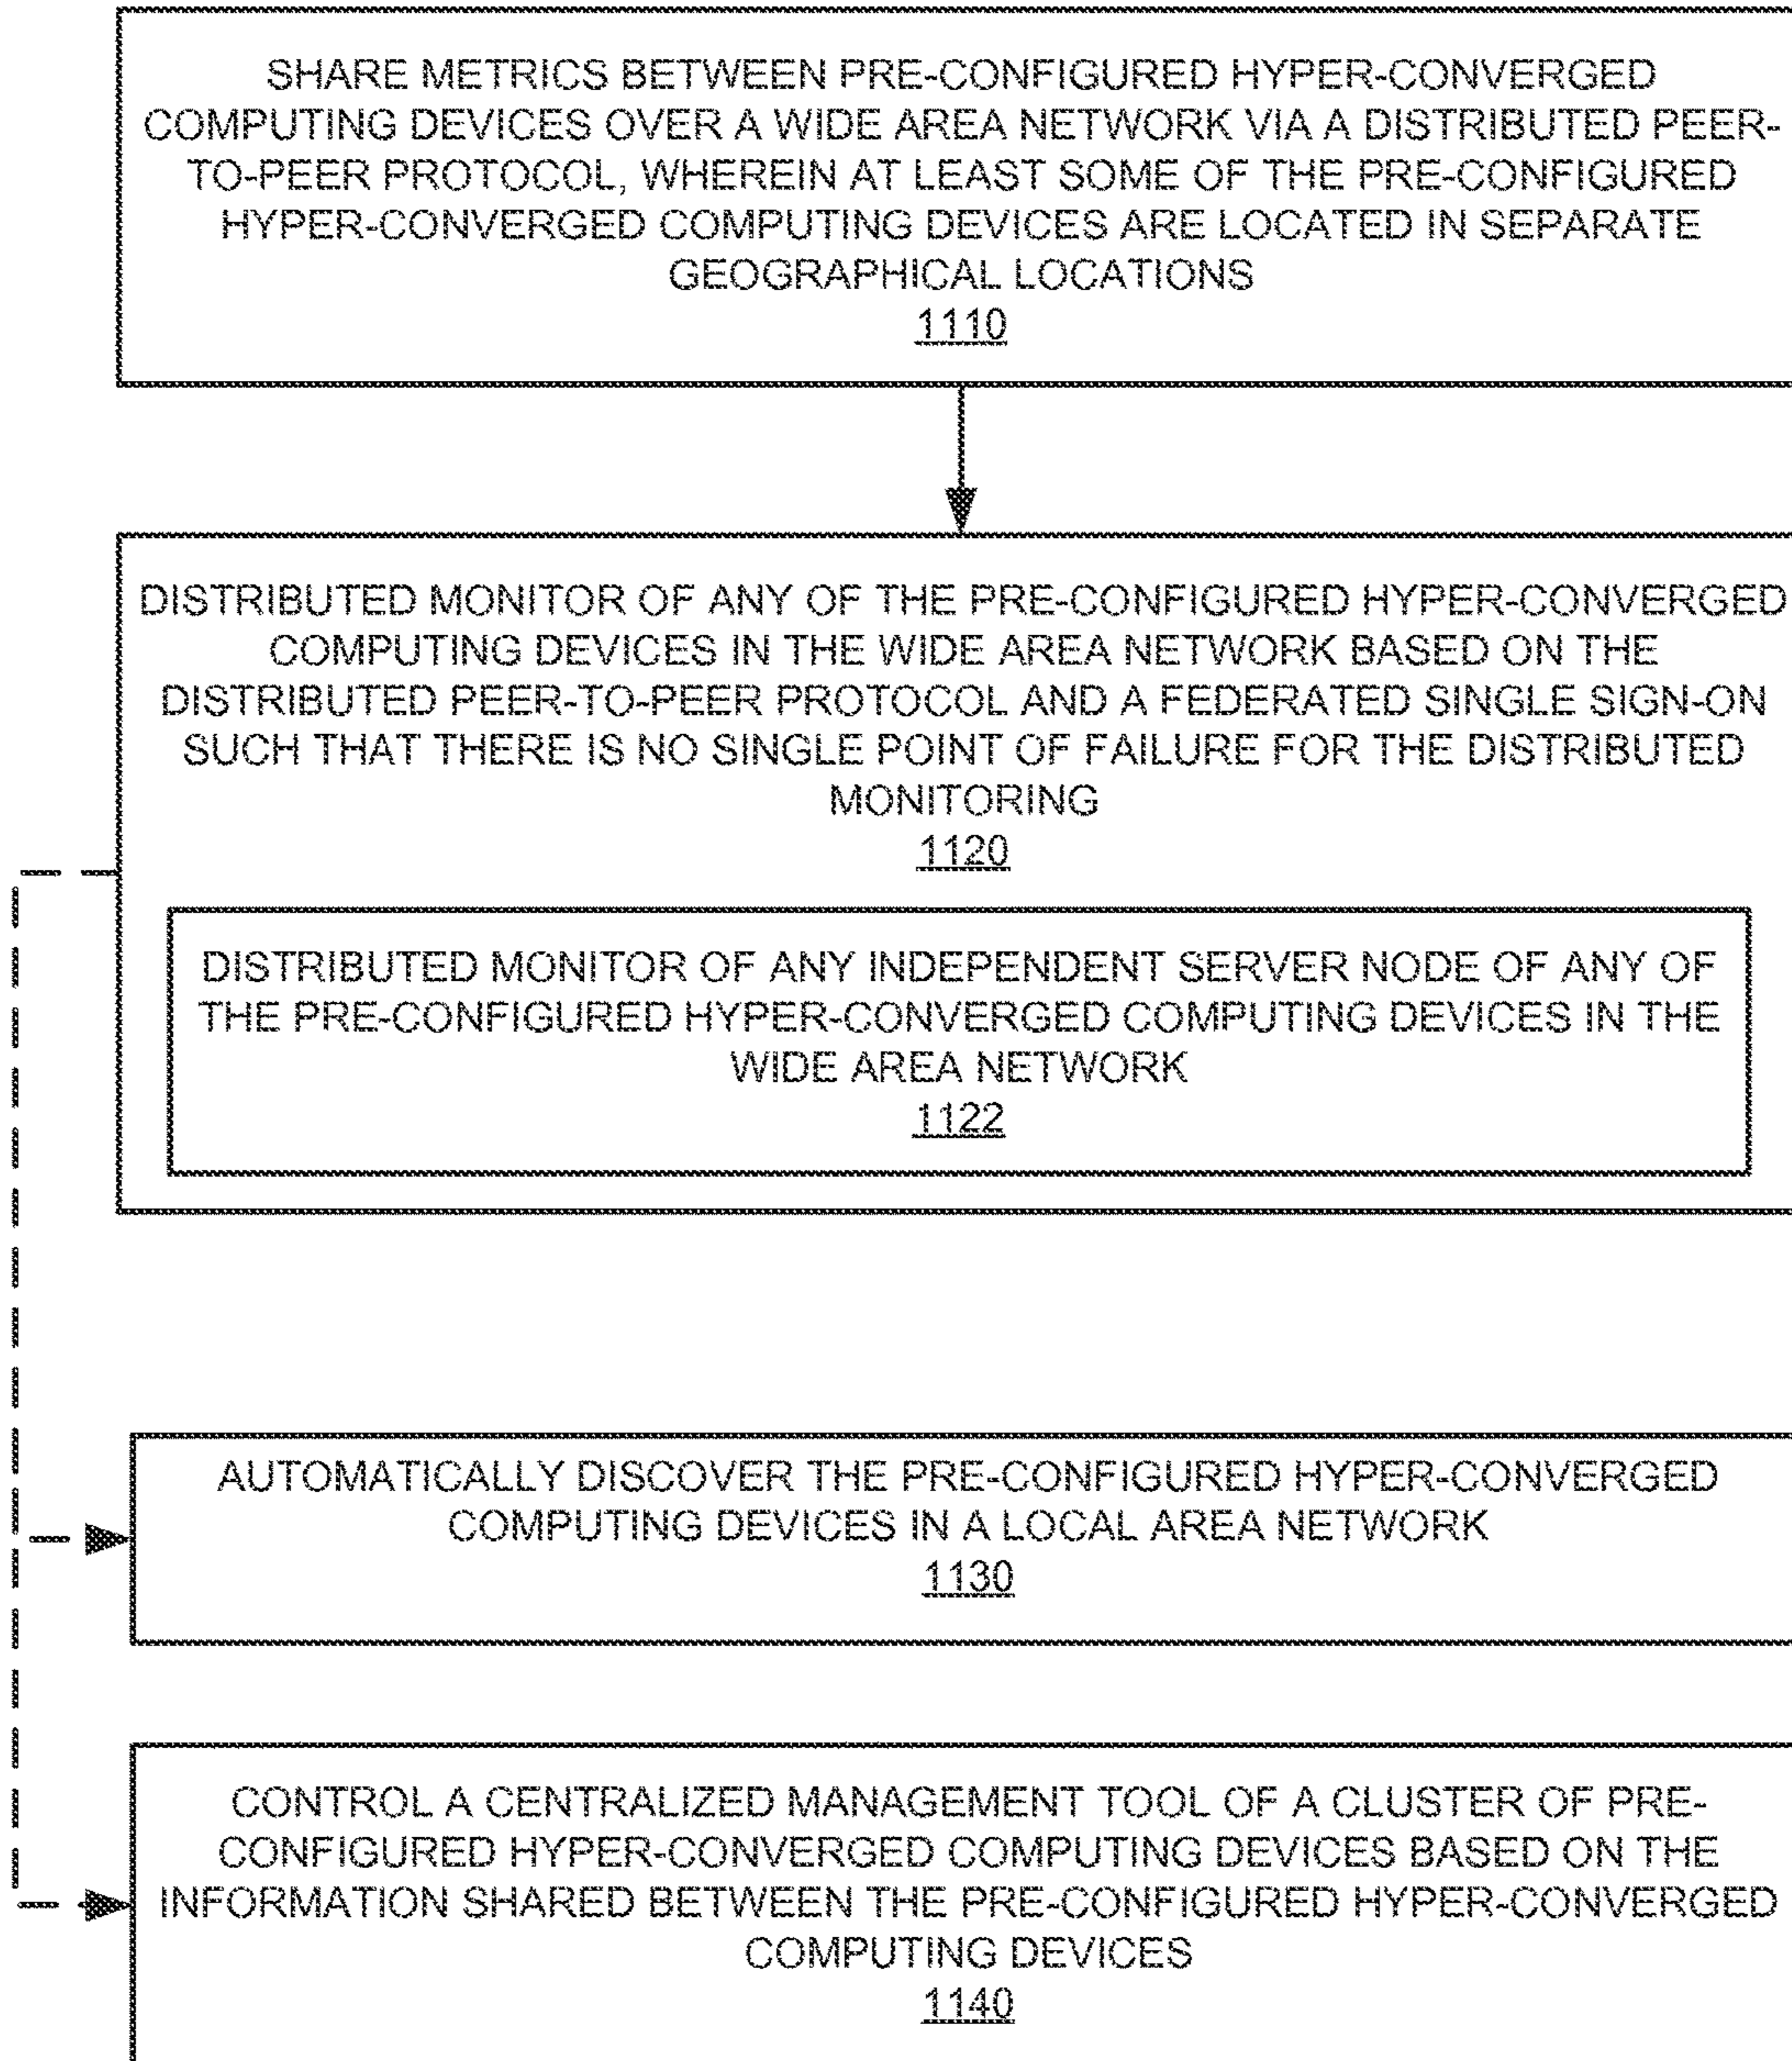 SHARE METRICS BETWEEN PRE-CONFIGURED HYPER-CONVERGED
COMPUTING DEVICES OVER A WIDE AREA NETWORK VIA A DISTRIBUTED PEER-
TO-PEER PROTOCOL, WHEREIN AT LEAST SOME OF THE PRE-CONFIGURED
HYPER-CONVERGED COMPUTING DEVICES ARE LOCATED IN SEPARATE
GEOGRAPHICAL LOCATIONS
1110
DISTRIBUTED MONITOR OF ANY OF THE PRE-CONFIGURED HYPER-CONVERGED
COMPUTING DEVICES IN THE WIDE AREA NETWORK BASED ON THE
DISTRIBUTED PEER-TO-PEER PROTOCOL AND A FEDERATED SINGLE SIGN-ON
SUCH THAT THERE IS NO SINGLE POINT OF FAILURE FOR THE DISTRIBUTED
MONITORING
1120
DISTRIBUTED MONITOR OF ANY INDEPENDENT SERVER NODE OF ANY OF
THE PRE-CONFIGURED HYPER-CONVERGED COMPUTING DEVICES IN THE
WIDE AREA NETWORK
1122
AUTOMATICALLY DISCOVER THE PRE-CONFIGURED HYPER-CONVERGED
COMPUTING DEVICES IN A LOCAL AREA NETWORK
1130
CONTROL A CENTRALIZED MANAGEMENT TOOL OF A CLUSTER OF PRE-
CONFIGURED HYPER-CONVERGED COMPUTING DEVICES BASED ON THE
INFORMATION SHARED BETWEEN THE PRE-CONFIGURED HYPER-CONVERGED
COMPUTING DEVICES
1140